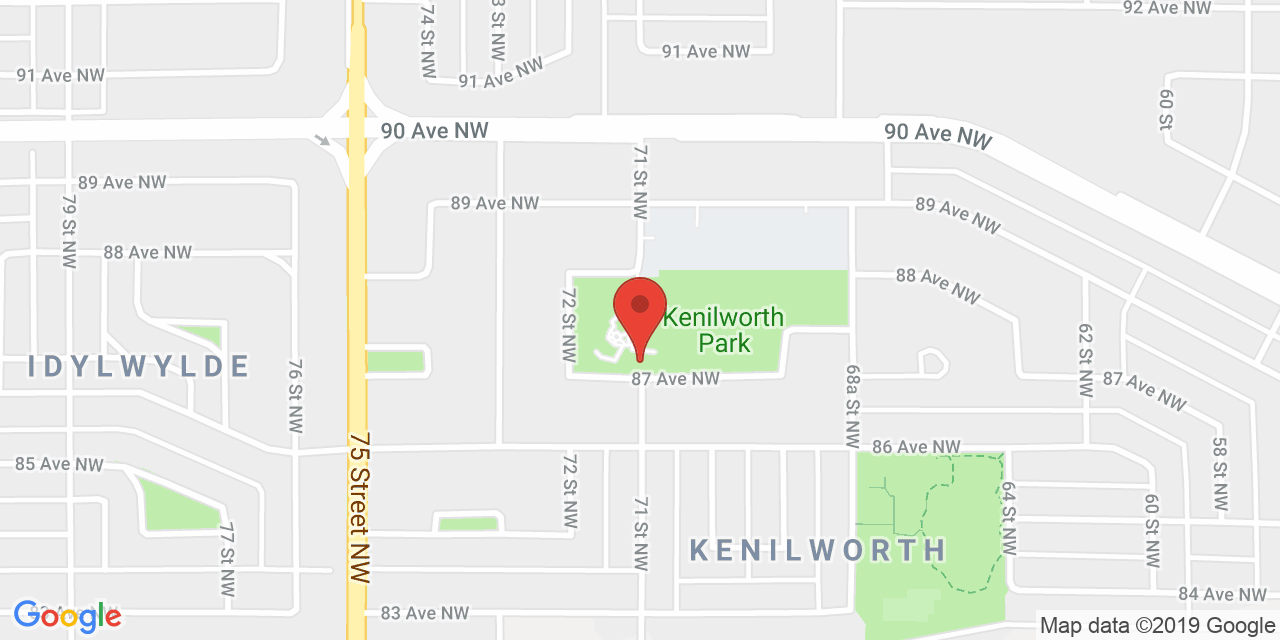 92 Ave NW
74 St NW
3 St NW
91 Ave NW
91 Ave NW
91 Ave NW
60 St
90 Ave NW
90 Ave NW
71 St NW
89 Ave NW
79 St NW
89 Ave NW
89 Ave NW
88 Ave NW
88 Ave NW
72 St NW
Kenilworth
Park
62 St NW
IDYLWYLDE
76 St NW
87 Ave NW
68a St NW
87 Ave NW
75 Street NW
86 Ave NW
58 St NW
85 Ave NW
72 St NW
64 St NW
71 St NW
60 St NW
77 St NW
KENILWORTH
84 Ave NW
83 Ave NW
Google
Map data ©2019 Google